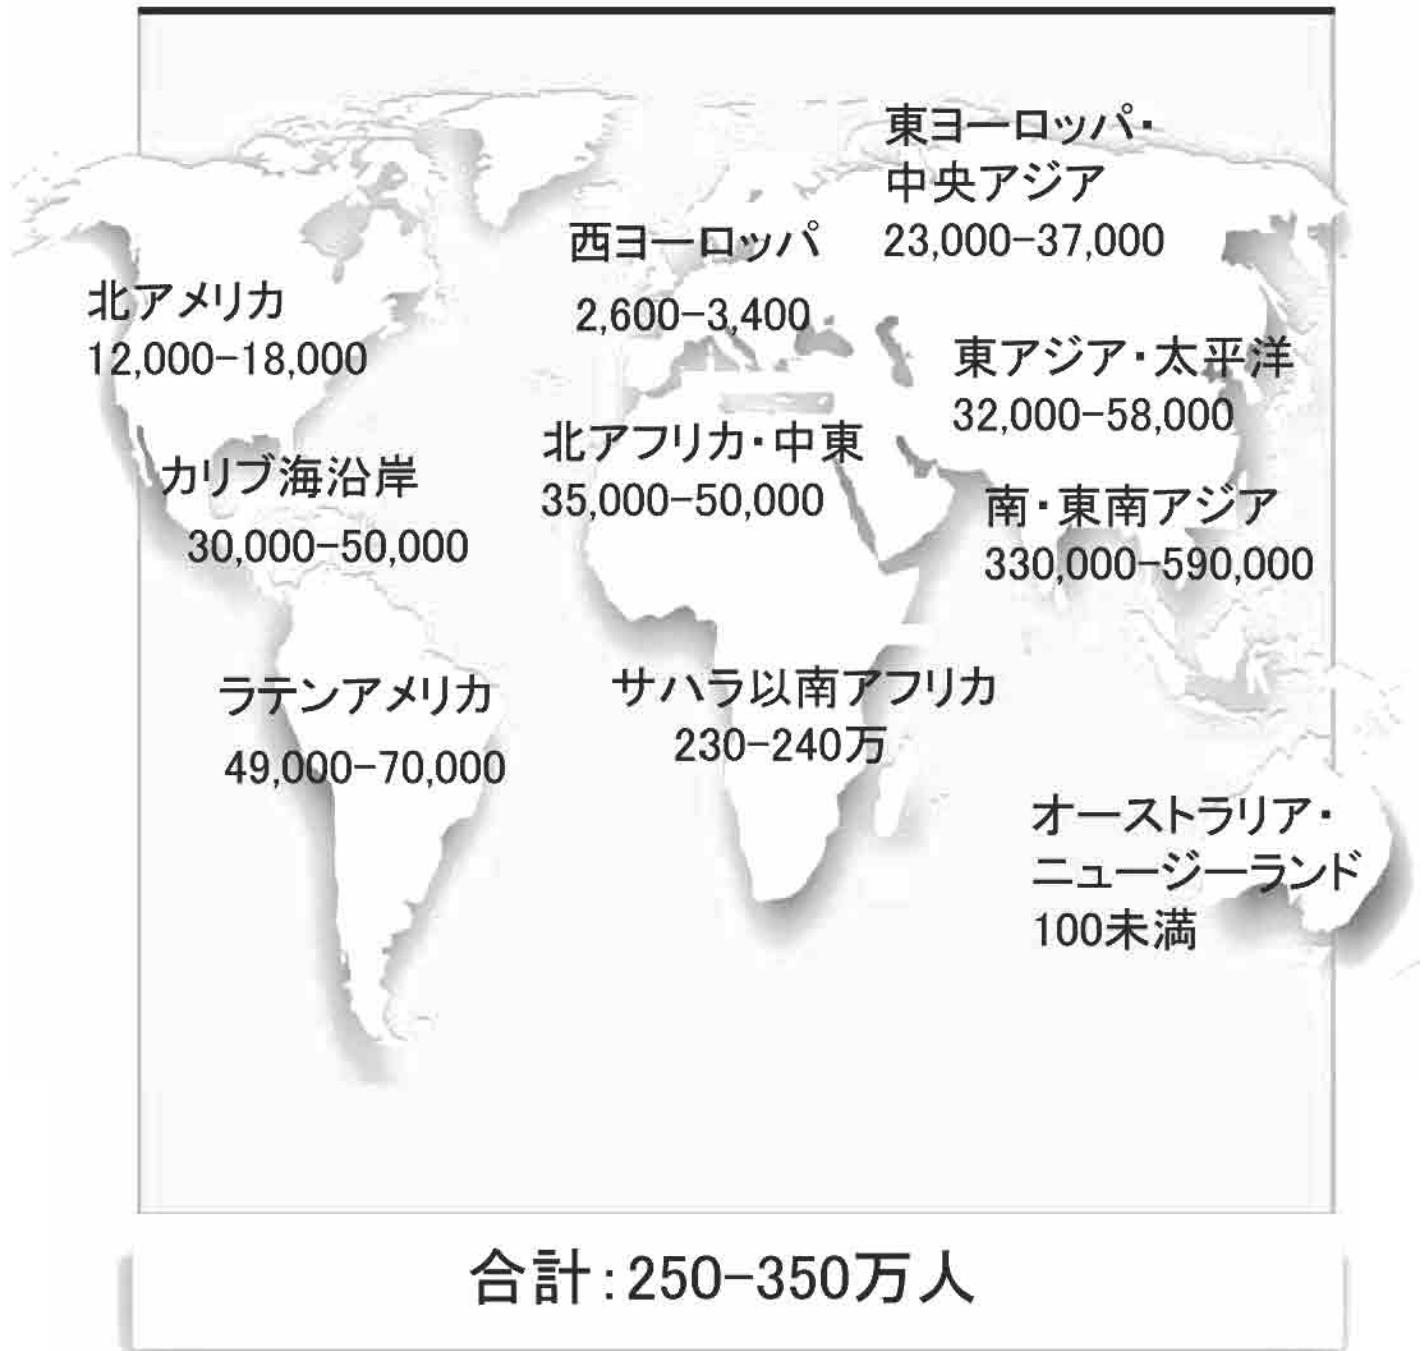 東ヨーロッパ・
中央アジア
23,000-37,000
西ヨーロッパ
2,600-3,400
北アメリカ
12,000-18,000
東アジア・太平洋
32,000-58,000
北アフリカ・中東
35,000-50,000
カリブ海沿岸
30,000-50,000
南・東南アジア
330,000-590,000
ラテンアメリカ
49,000-70,000
サハラ以南アフリカ
230-240万
オーストラリア・
ニュージーランド
100未満
合計:250-350万人